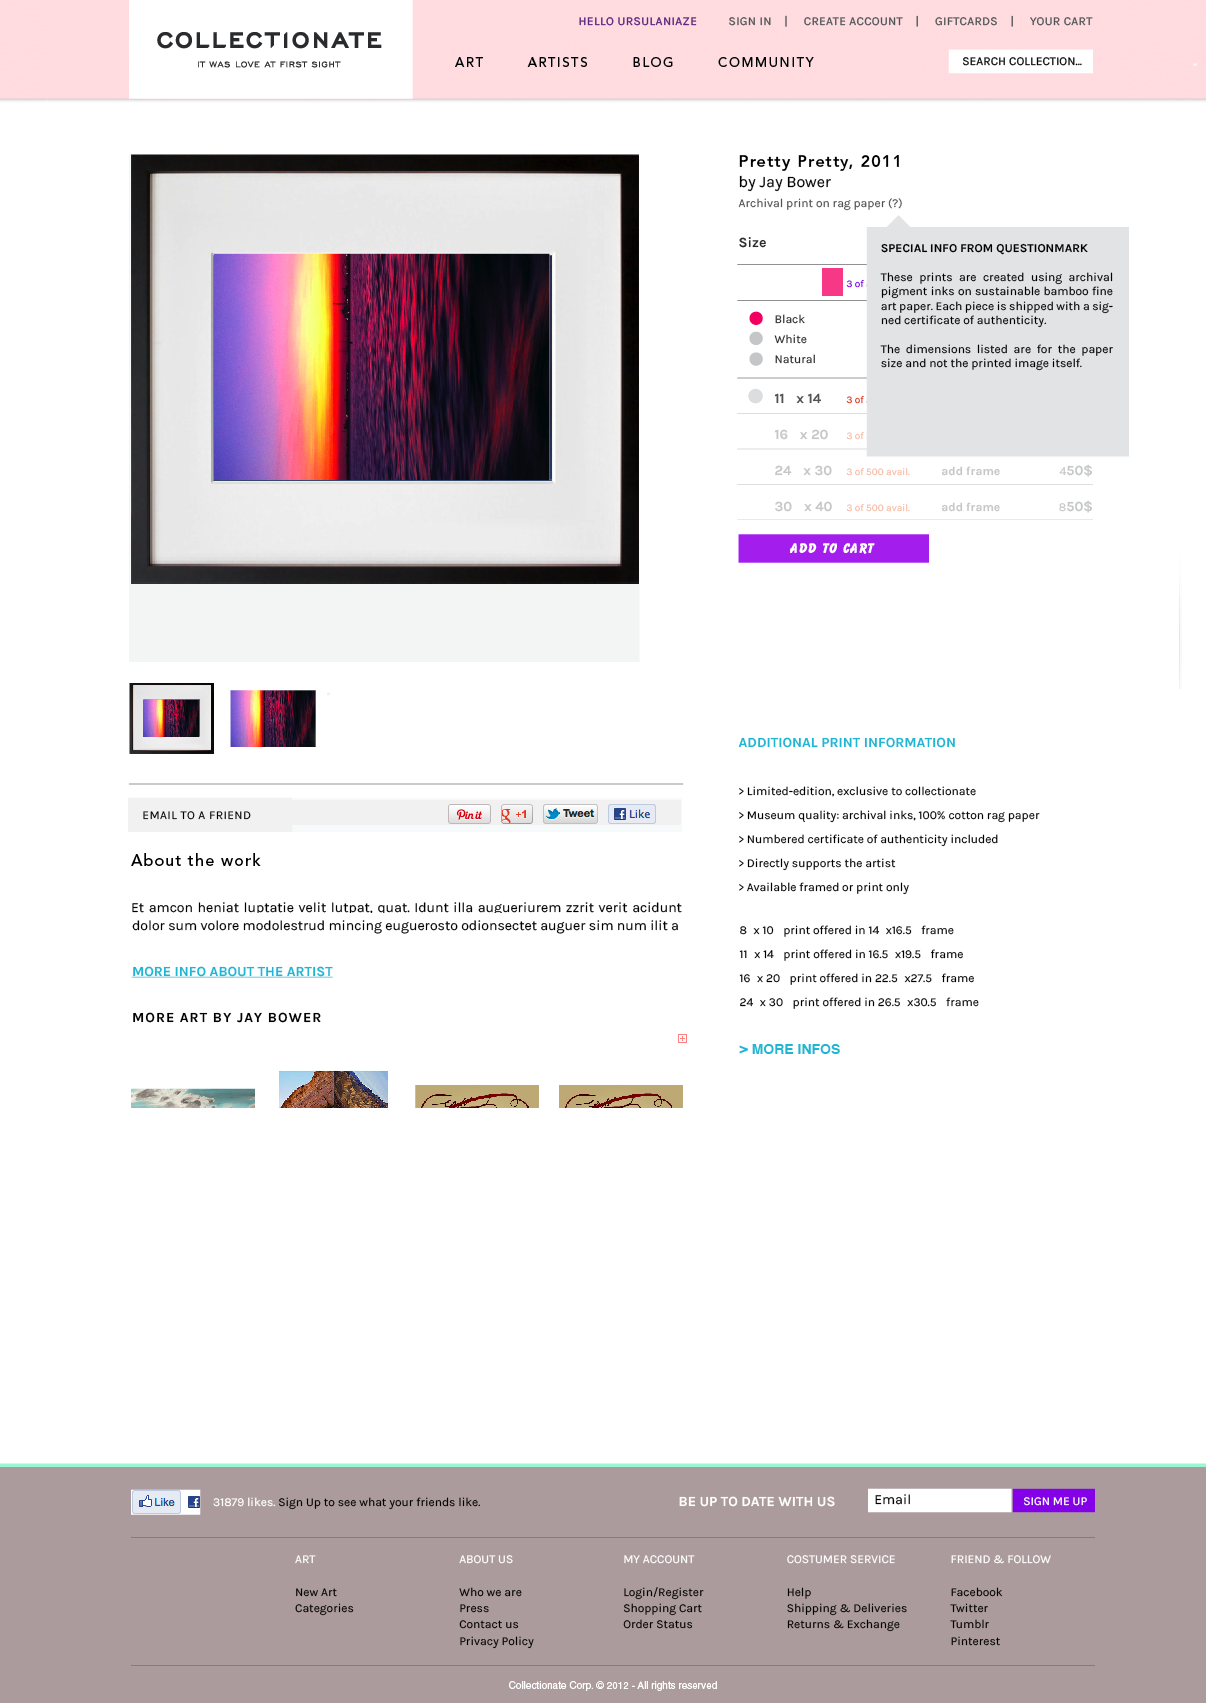 HELLO URSULANIAZE SIGN IN | CREATE ACCOUNT | GIFTCARDS | YOUR CART
COLLECTIONATE
IT WAS LOVE AT FIRST SIGHT
ART ARTISTS BLOG COMMUNITY
SEARCH COLLECTION...
Pretty Pretty, 2011
by Jay Bower
Archival print on rag paper (?)
Size
SPECIAL INFO FROM QUESTIONMARK
These prints are created using archival
pigment inks on sustainable bamboo fine
art paper. Each piece is shipped with a sig-
ned certificate of authenticity.
The dimensions listed are for the paper
size and not the printed image itself.
3 of
Black
White
Natural
11 x 14 3 of
16 x 20 3 of
24 x 30 3 of 500 avail. add frame 450$
30 x 40 3 of 500 avail. add frame 850$
ADD TO CART
EMAIL TO A FRIEND
Pin it
g +1
Tweet
Like
About the work
Et amcon heniat luptatie velit lutpat, quat. Idunt illa augueriurem zzrit verit acidunt
dolor sum volore modolestrud mincing euguerosto odionsectet auguer sim num ilit a
MORE INFO ABOUT THE ARTIST
MORE ART BY JAY BOWER
ADDITIONAL PRINT INFORMATION
> Limited-edition, exclusive to collectionate
> Museum quality: archival inks, 100% cotton rag paper
> Numbered certificate of authenticity included
> Directly supports the artist
> Available framed or print only
8 x 10 print offered in 14 x16.5 frame
11 x 14 print offered in 16.5 x19.5 frame
16 x 20 print offered in 22.5 x27.5 frame
24 x 30 print offered in 26.5 x30.5 frame
> MORE INFOS
Like
31879 likes. Sign Up to see what your friends like.
BE UP TO DATE WITH US
Email
SIGN ME UP
ART
New Art
Categories
ABOUT US
Who we are
Press
Contact us
Privacy Policy
MY ACCOUNT
Login/Register
Shopping Cart
Order Status
COSTUMER SERVICE
Help
Shipping & Deliveries
Returns & Exchange
FRIEND & FOLLOW
Facebook
Twitter
Tumblr
Pinterest
Collectionate Corp. © 2012 - All rights reserved